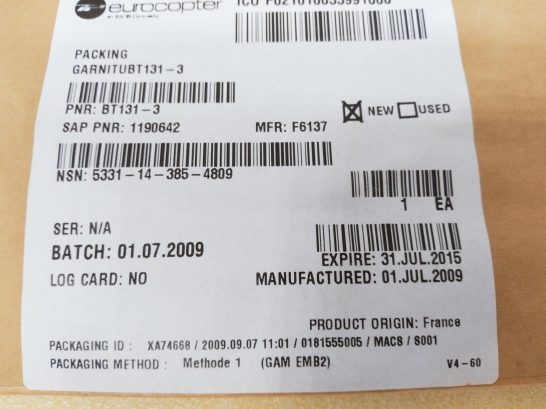 eurocopter
PACKING
GARNITUBT131-3
PNR: BT131-3
NEW USED
SAP PNR: 1190642 MFR: F6137
NSN: 5331-14-385-4809
1 EA
SER: N/A
BATCH: 01.07.2009
EXPIRE: 31.JUL.2015
LOG CARD: NO
MANUFACTURED: 01.JUL.2009
PRODUCT ORIGIN: France
PACKAGING ID : XA74668 / 2009.09.07 11:01 / 0181555005 / MACS / S001
PACKAGING METHOD : Methode 1 (GAM EMB2)
V4-60